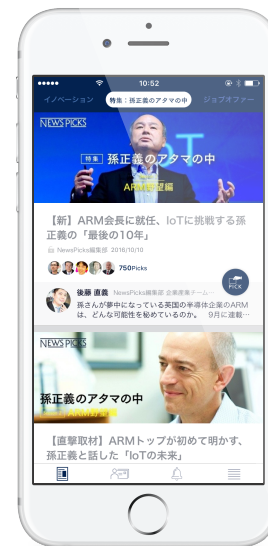 10:52
イノベーション
特集:孫正義のアタマの中
ジョブオファー
NEWSPICKS
IoT
特集 孫正義のアタマの中
ARM野望編
【新】ARM会長に就任、IoTに挑戦する孫
正義の「最後の10年」
NewsPicks編集部 2016/10/10
750Picks
PICK
後藤 直義 NewsPicks編集部 企業産業チーム…
孫さんが夢中になっている英国の半導体企業のARM
は、どんな可能性を秘めているのか。 9月に連載…
NEWSPICKS
孫正義のアタマの中
ARM野望編
【直撃取材】ARMトップが初めて明かす、
孫正義と話した「IoTの未来」